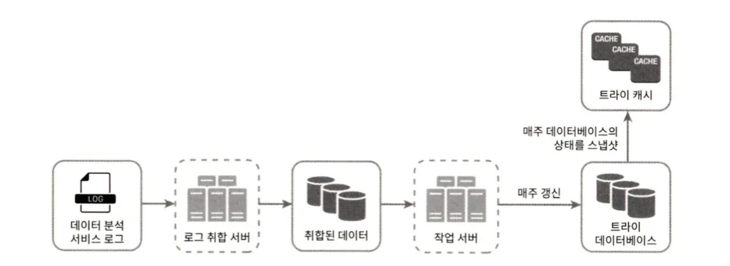 CACHE
CACHE
CACHE
트라이 캐시
매주 데이터베이스의
상태를 스냅샷
LOG
데이터 분석
서비스 로그
로그 취합 서버
취합된 데이터
작업 서버
매주 갱신
트라이
데이터베이스